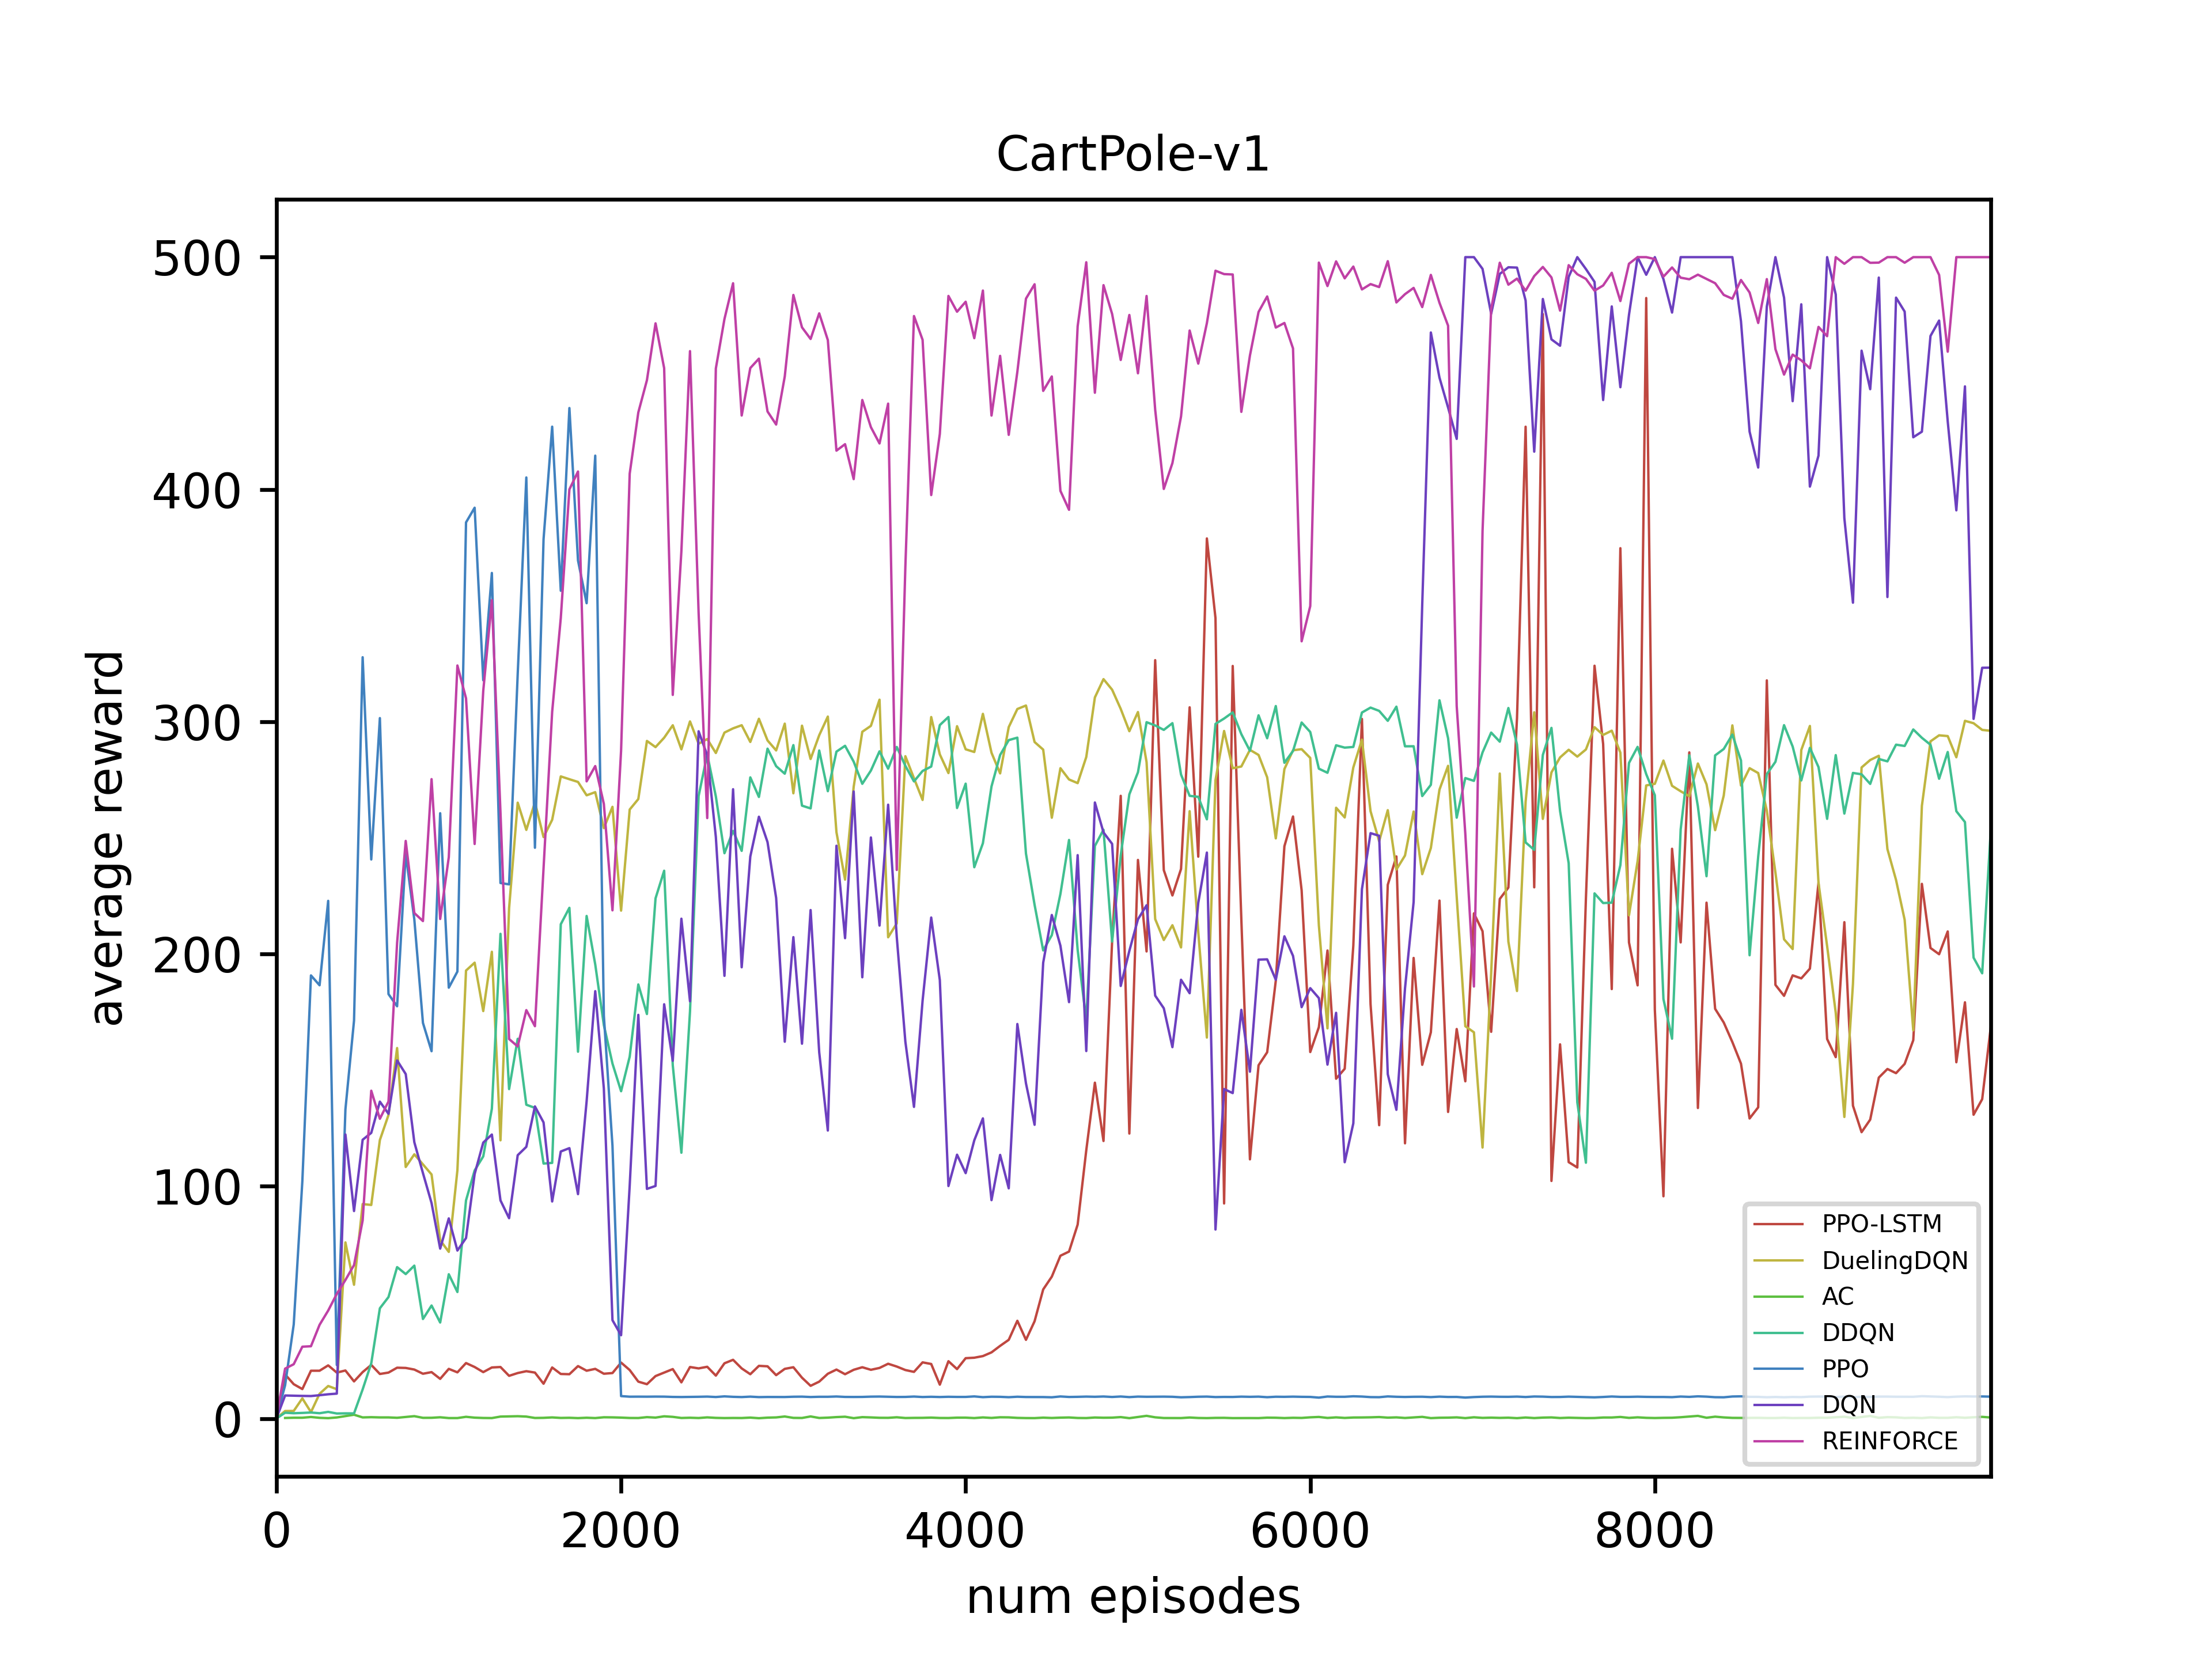 CartPole-v1
average reward
500
400
300
200
100
0
0 2000 4000 6000 8000
num episodes
PPO-LSTM
DuelingDQN
AC
DDQN
PPO
DQN
REINFORCE